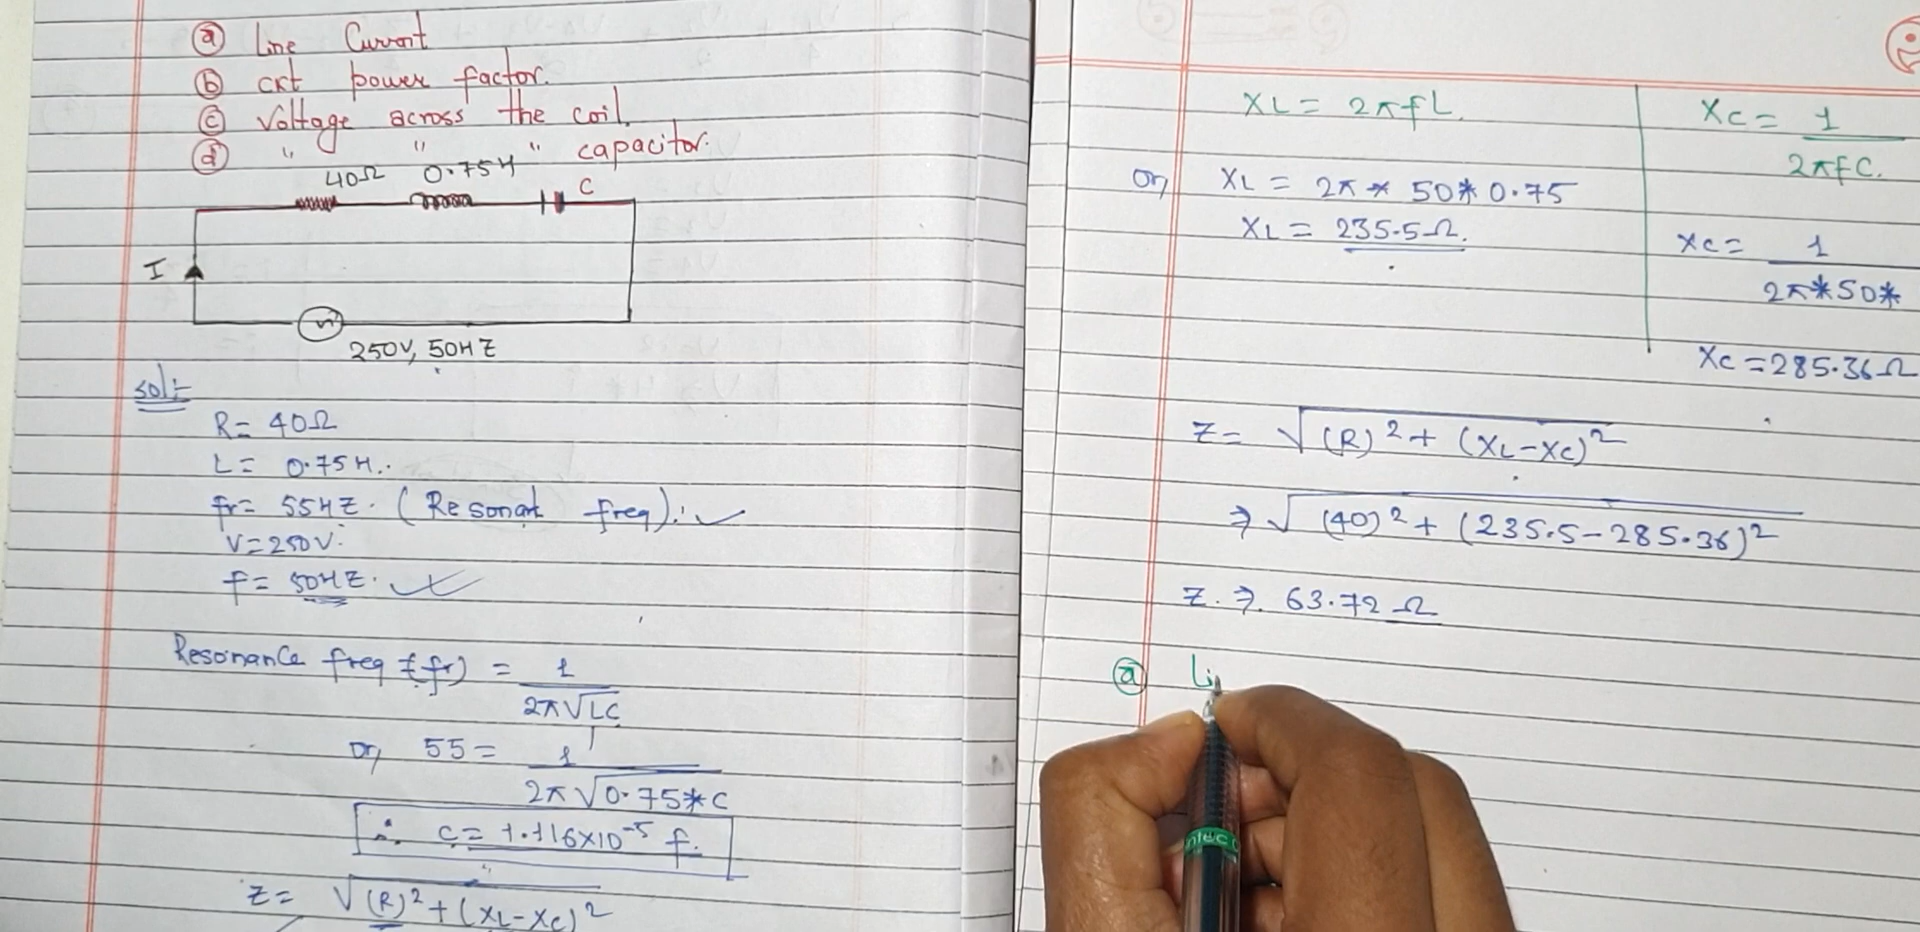 ⓐ Line Current
ⓑ ckt power factor.
ⓒ Voltage across the coil.
ⓓ " " " capacitor.
40Ω 0.75H C
I
250V, 50HZ
Sol:-
R= 40Ω
L= 0.75H.
fr= 55HZ. (Resonant freq).
V=250V.
f= 50HZ.
Resonance freq (fr) = 1
2π√LC
or 55= 1
2π√0.75*C
∴ C= 1.116×10⁻⁵ f.
Z= √(R)²+(XL-XC)²
XL= 2πfL.
or XL= 2π* 50*0.75
XL= 235.5Ω.
XC= 1
2πfC.
XC= 1
2π*50*
XC=285.36Ω
Z= √(R)²+(XL-XC)²
⇒ √(40)²+(235.5-285.36)²
Z. ⇒. 63.72Ω
ⓐ Li